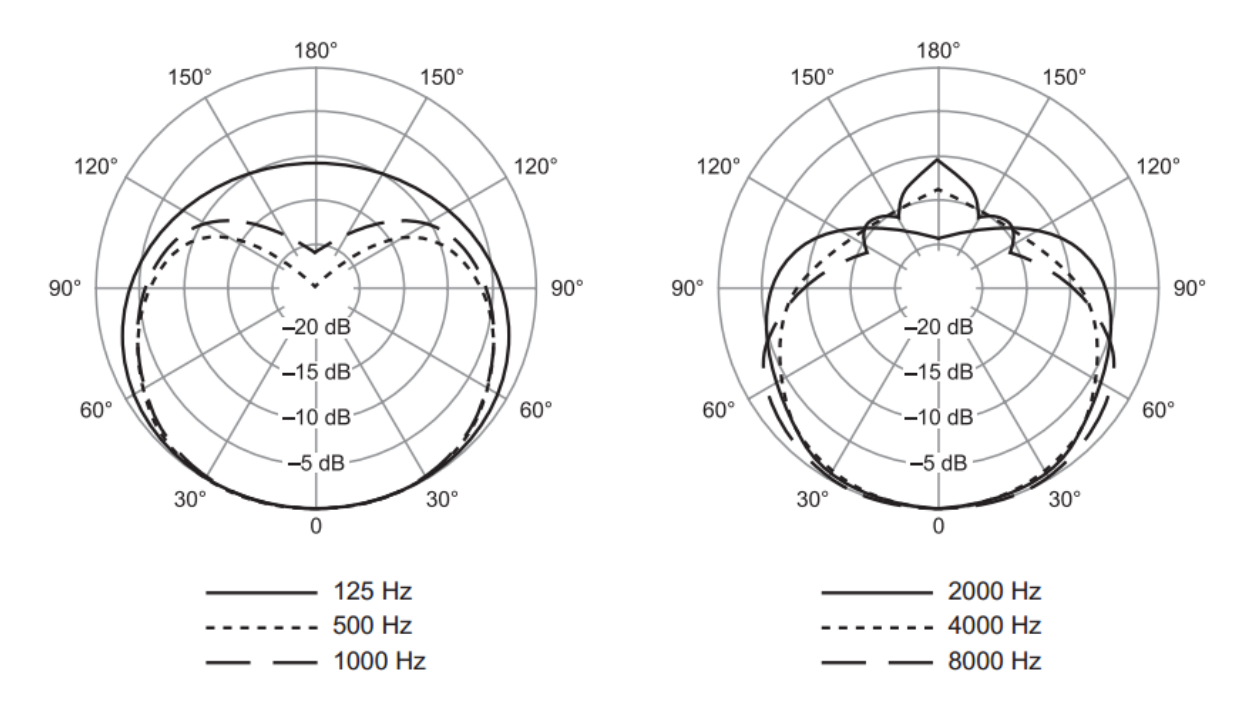 180°
150° 150°
120° 120°
90° 90°
–20 dB
–15 dB
60° 60°
–10 dB
–5 dB
30° 30°
0
125 Hz
500 Hz
1000 Hz
180°
150° 150°
120° 120°
90° 90°
–20 dB
–15 dB
60° 60°
–10 dB
–5 dB
30° 30°
0
2000 Hz
4000 Hz
8000 Hz